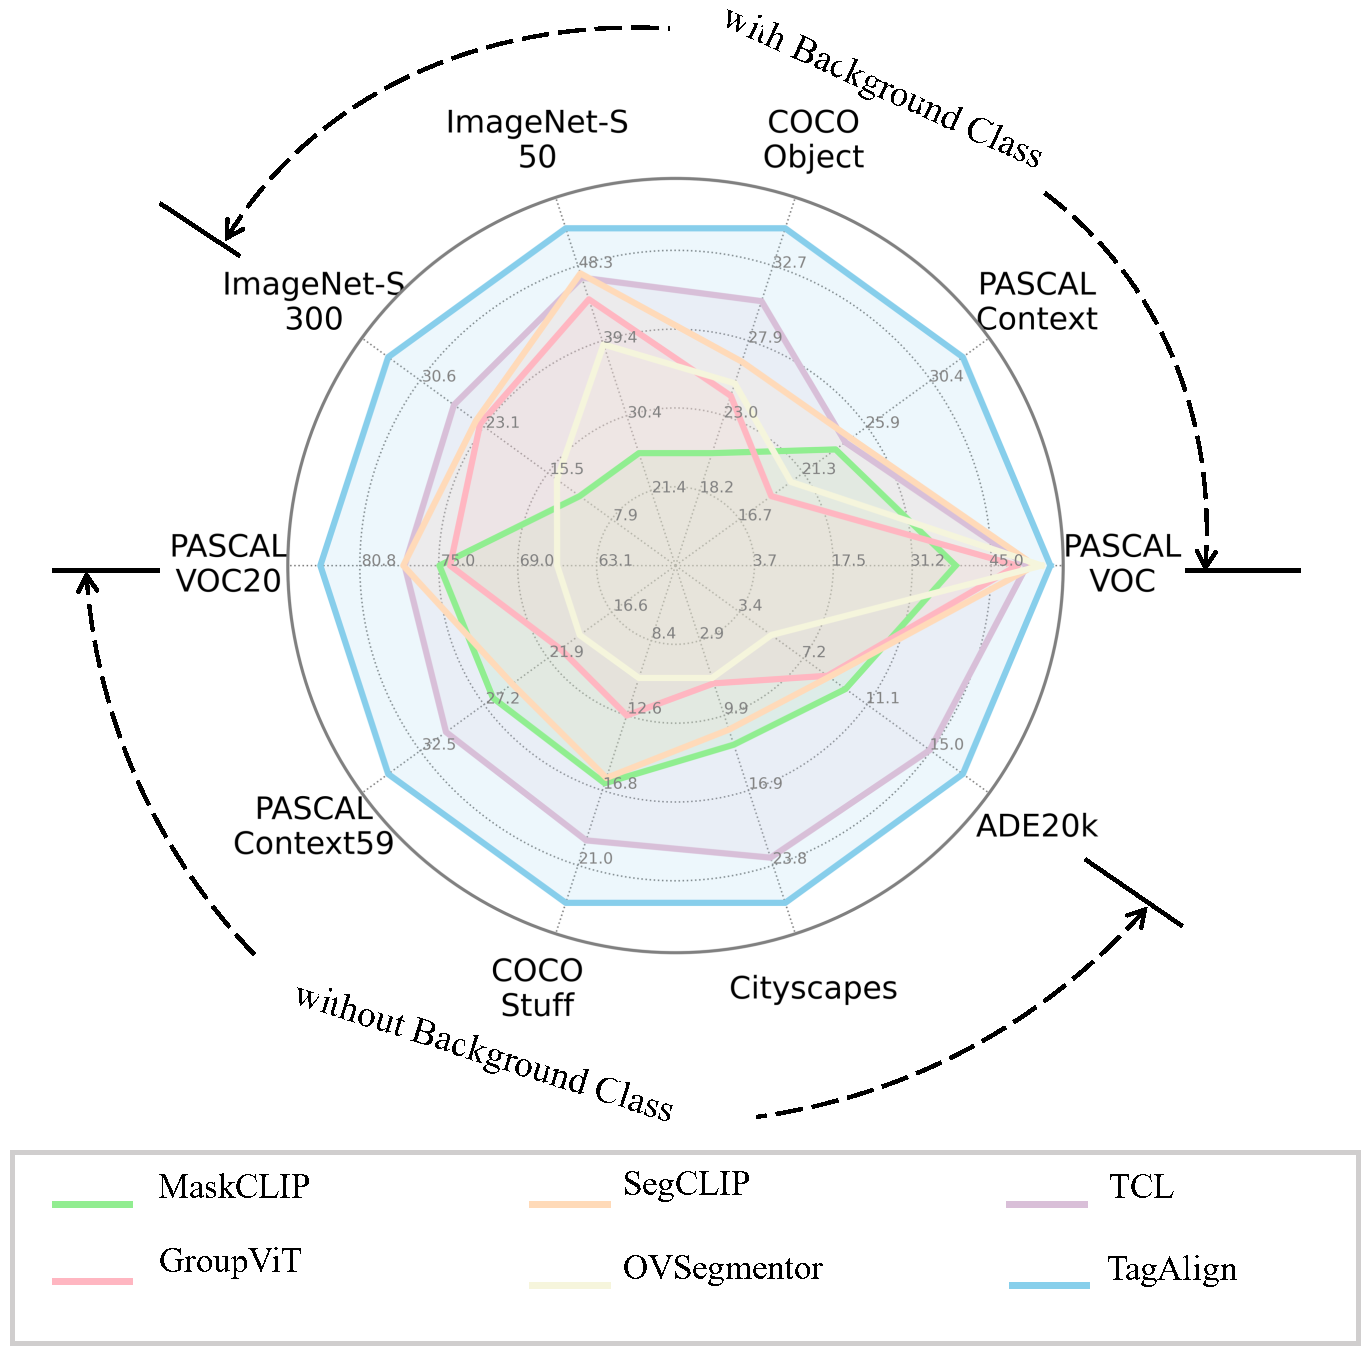 with Background Class
ImageNet-S
50
COCO
Object
ImageNet-S
300
PASCAL
Context
48.3
32.7
39.4
27.9
30.6
30.4
30.4
23.0
23.1
25.9
15.5
21.3
21.4
18.2
7.9
16.7
PASCAL
VOC20
80.8
75.0
69.0
63.1
3.7
17.5
31.2
45.0
PASCAL
VOC
16.6
3.4
8.4
2.9
21.9
7.2
27.2
11.1
12.6
9.9
32.5
15.0
16.8
16.9
21.0
23.8
PASCAL
Context59
ADE20k
COCO
Stuff
Cityscapes
without Background Class
MaskCLIP
SegCLIP
TCL
GroupViT
OVSegmentor
TagAlign